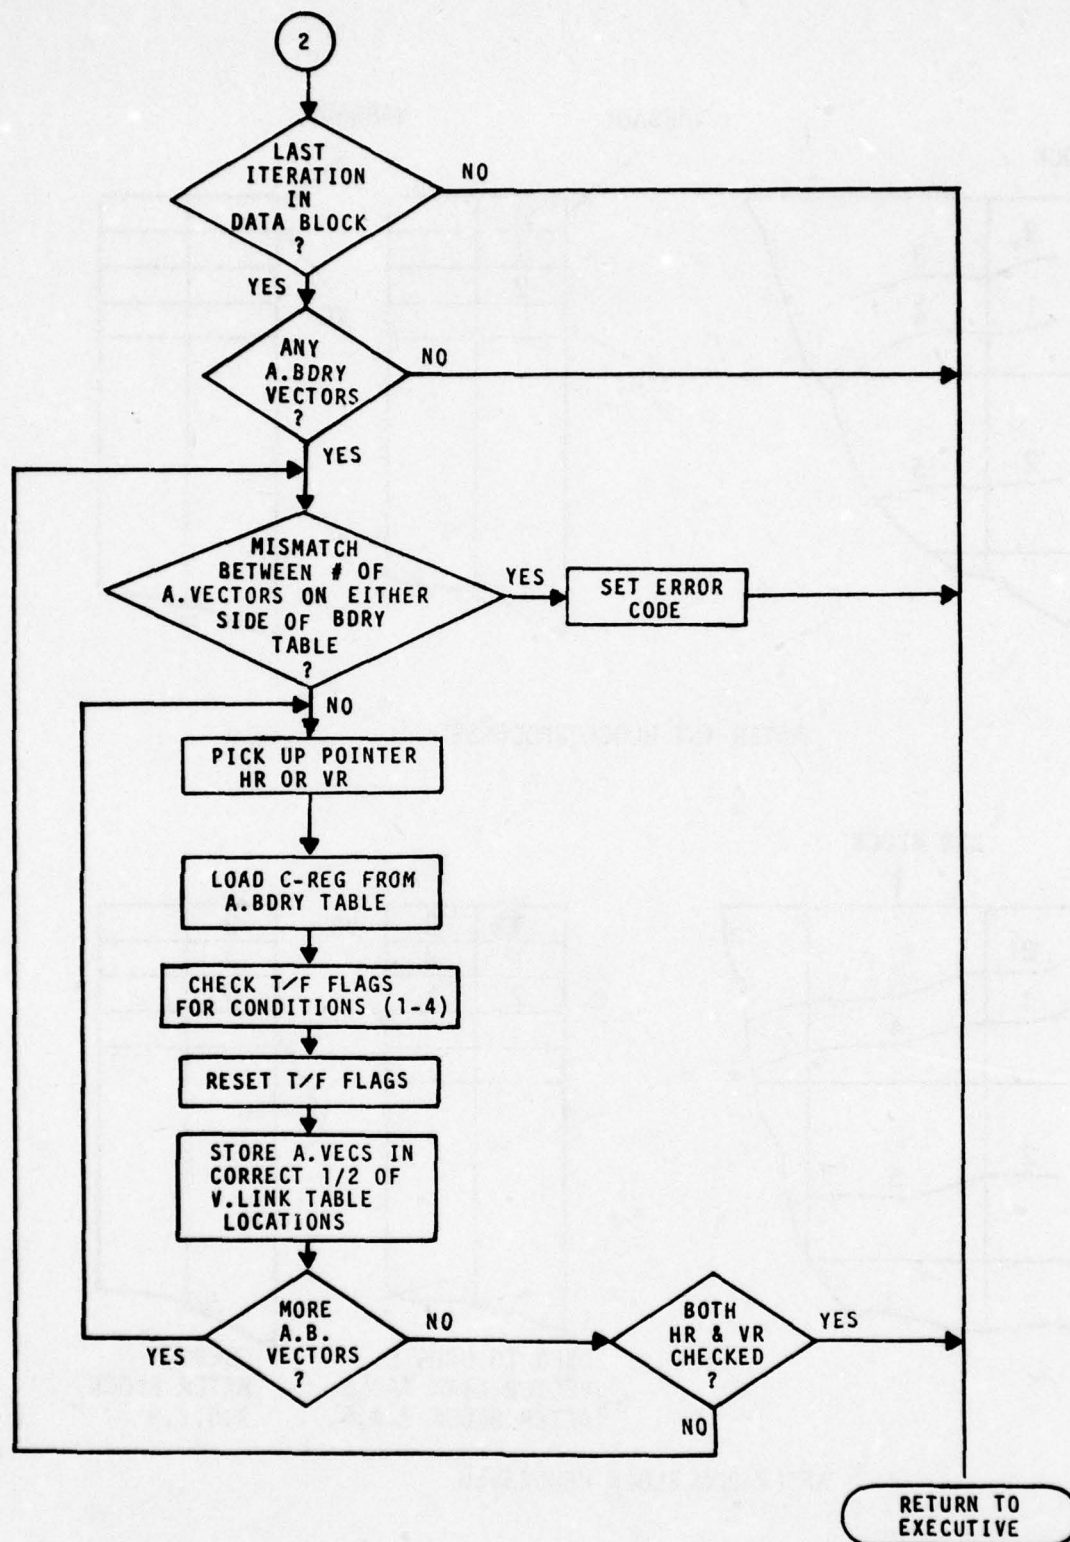 2
LAST
ITERATION
IN
DATA BLOCK
?
NO
YES
ANY
A.BDRY
VECTORS
?
NO
YES
MISMATCH
BETWEEN # OF
A.VECTORS ON EITHER
SIDE OF BDRY
TABLE
?
YES
SET ERROR
CODE
NO
PICK UP POINTER
HR OR VR
LOAD C-REG FROM
A.BDRY TABLE
CHECK T/F FLAGS
FOR CONDITIONS (1-4)
RESET T/F FLAGS
STORE A.VECS IN
CORRECT 1/2 OF
V.LINK TABLE
LOCATIONS
MORE
A.B.
VECTORS
?
YES
NO
BOTH
HR & VR
CHECKED
?
YES
NO
RETURN TO
EXECUTIVE